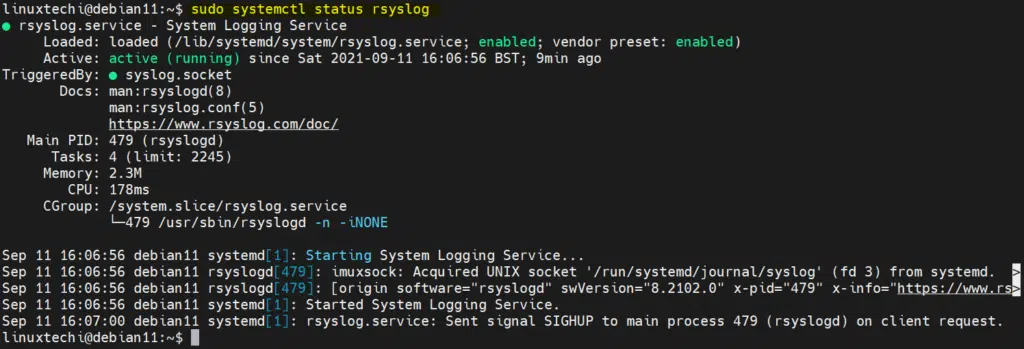 linuxtechi@debian11:~$ sudo systemctl status rsyslog
● rsyslog.service - System Logging Service
     Loaded: loaded (/lib/systemd/system/rsyslog.service; enabled; vendor preset: enabled)
     Active: active (running) since Sat 2021-09-11 16:06:56 BST; 9min ago
TriggeredBy: ● syslog.socket
       Docs: man:rsyslogd(8)
             man:rsyslog.conf(5)
             https://www.rsyslog.com/doc/
   Main PID: 479 (rsyslogd)
      Tasks: 4 (limit: 2245)
     Memory: 2.3M
        CPU: 178ms
     CGroup: /system.slice/rsyslog.service
             └─479 /usr/sbin/rsyslogd -n -iNONE

Sep 11 16:06:56 debian11 systemd[1]: Starting System Logging Service...
Sep 11 16:06:56 debian11 rsyslogd[479]: imuxsock: Acquired UNIX socket '/run/systemd/journal/syslog' (fd 3) from systemd.  >
Sep 11 16:06:56 debian11 rsyslogd[479]: [origin software="rsyslogd" swVersion="8.2102.0" x-pid="479" x-info="https://www.rs>
Sep 11 16:06:56 debian11 systemd[1]: Started System Logging Service.
Sep 11 16:07:00 debian11 systemd[1]: rsyslog.service: Sent signal SIGHUP to main process 479 (rsyslogd) on client request.
linuxtechi@debian11:~$